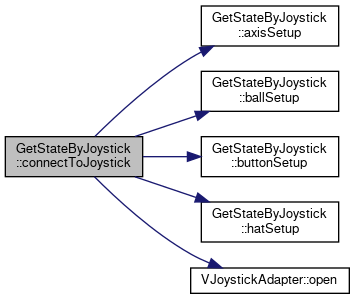 GetStateByJoystick
::axisSetup
GetStateByJoystick
::ballSetup
GetStateByJoystick
::connectToJoystick
GetStateByJoystick
::buttonSetup
GetStateByJoystick
::hatSetup
VJoystickAdapter::open